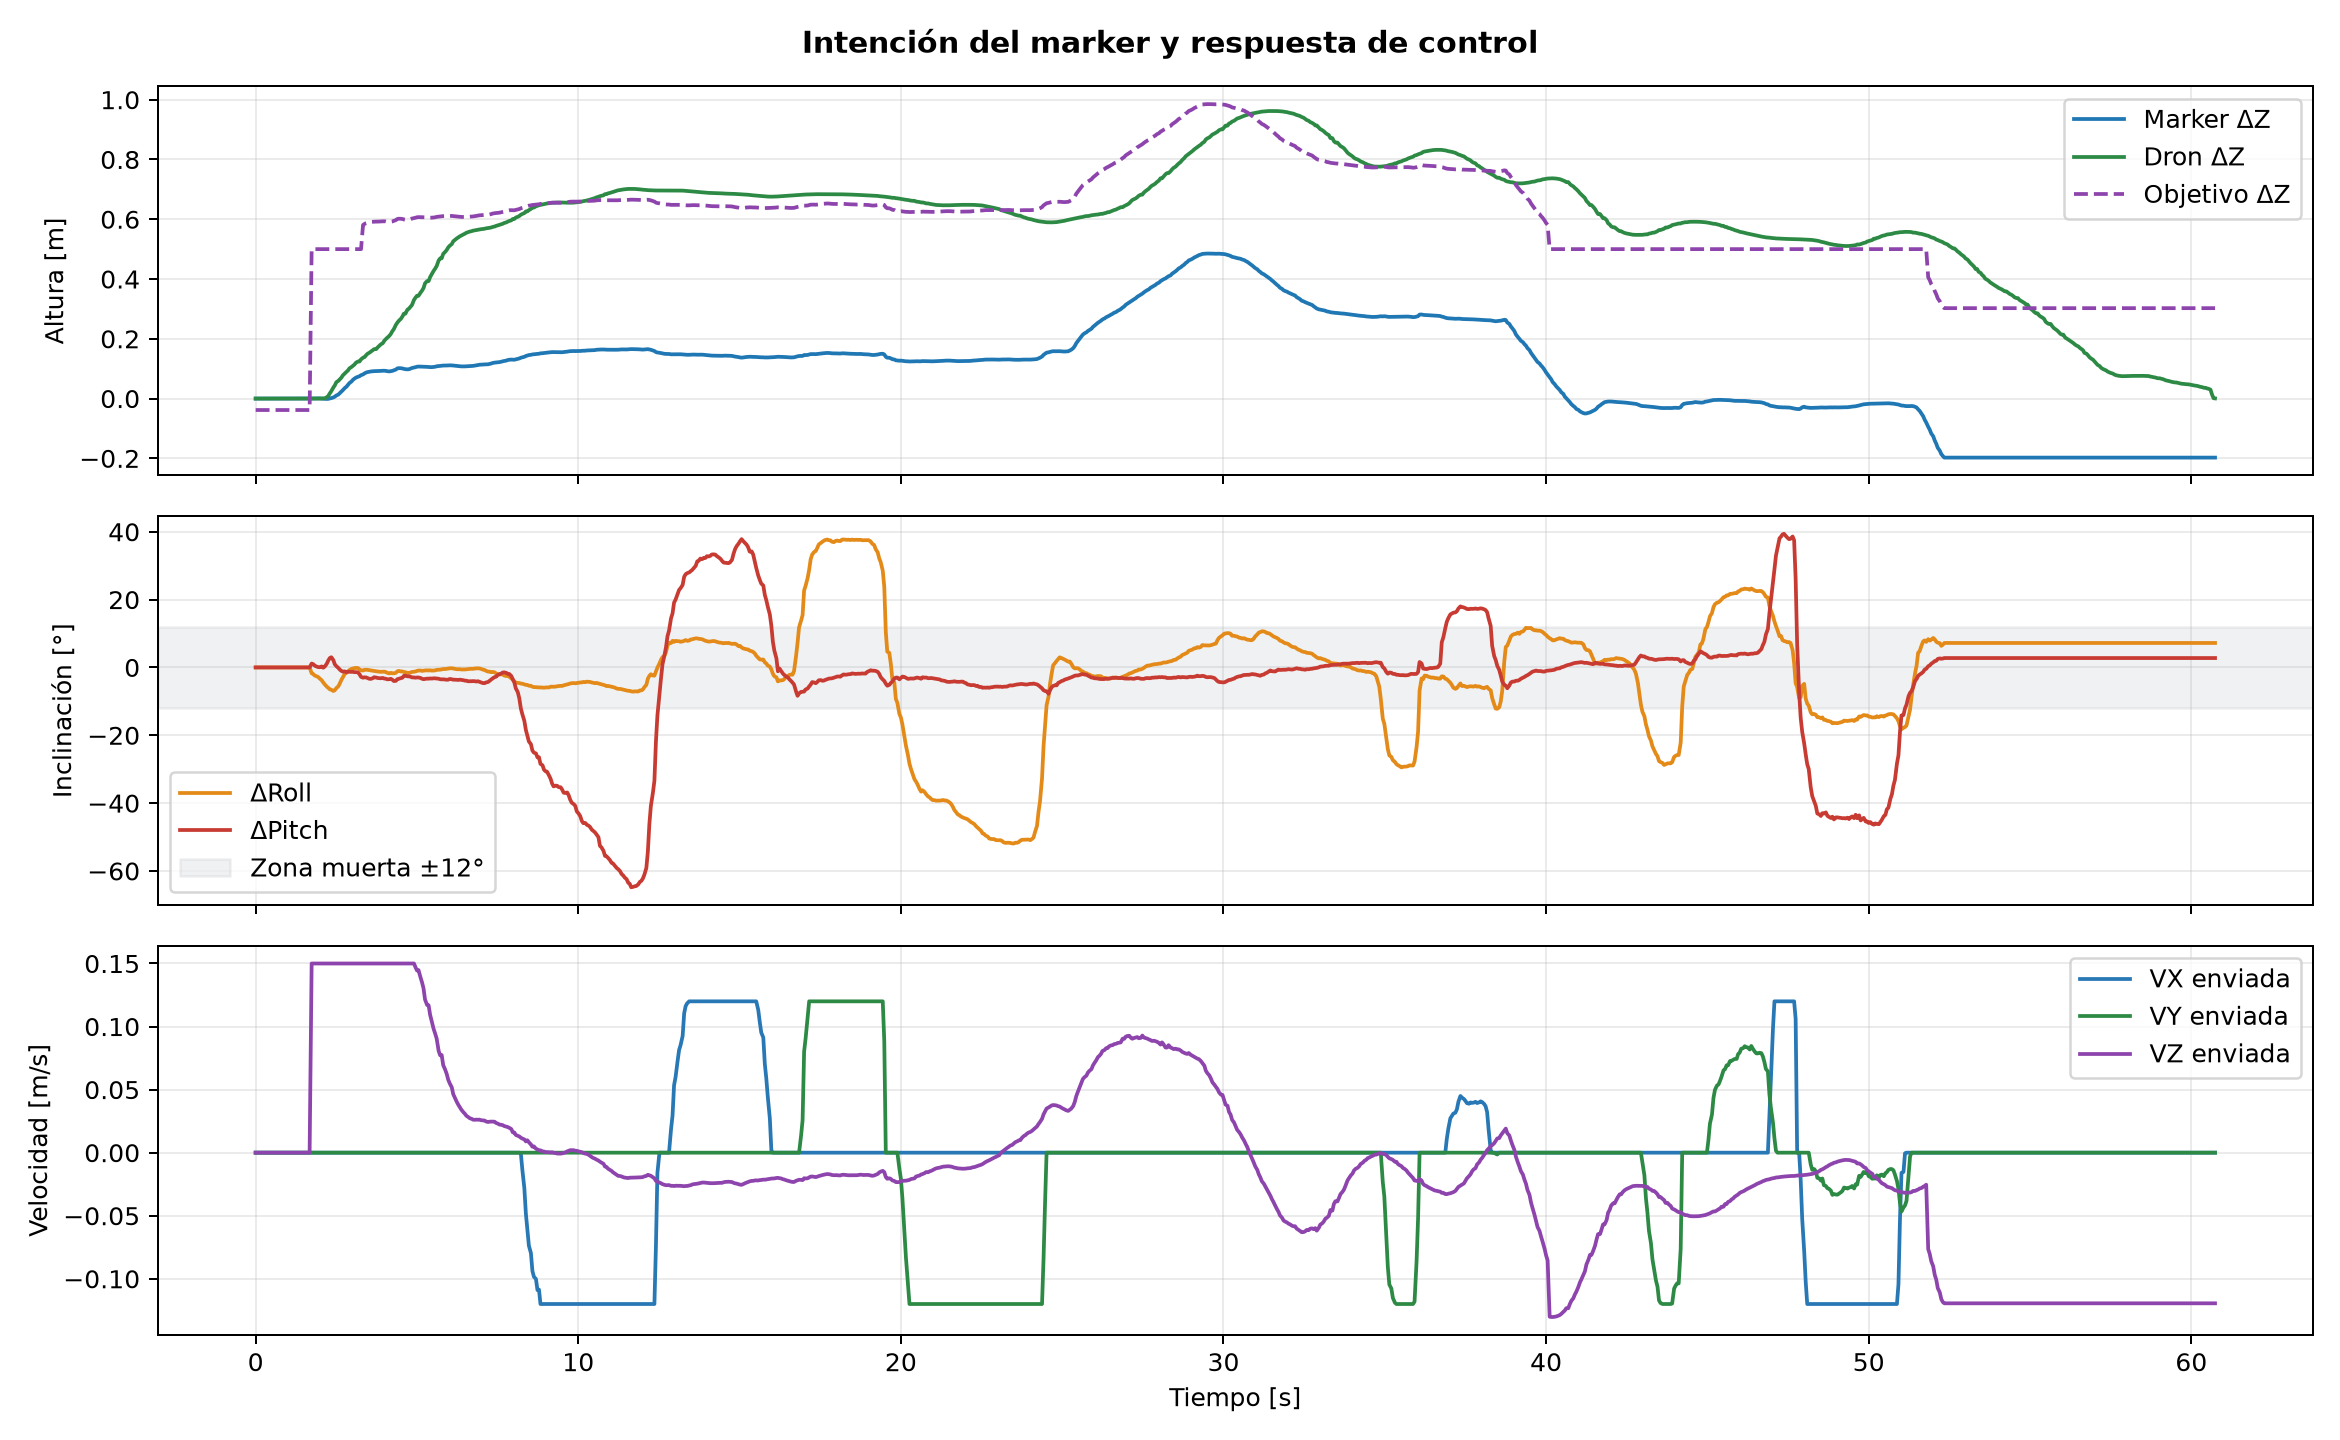 Intención del marker y respuesta de control
Altura [m]
1.0
0.8
0.6
0.4
0.2
0.0
−0.2
Marker ΔZ
Dron ΔZ
Objetivo ΔZ
Inclinación [°]
40
20
0
−20
−40
−60
ΔRoll
ΔPitch
Zona muerta ±12°
Velocidad [m/s]
0.15
0.10
0.05
0.00
−0.05
−0.10
VX enviada
VY enviada
VZ enviada
0 10 20 30 40 50 60
Tiempo [s]